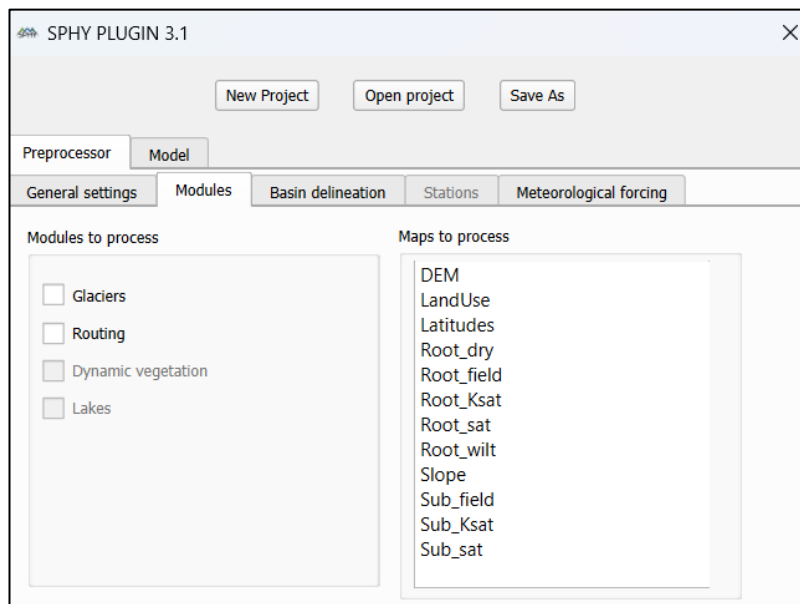 SPHY PLUGIN 3.1
New Project Open project Save As
Preprocessor Model
General settings Modules Basin delineation Stations Meteorological forcing
Modules to process
Glaciers
Routing
Dynamic vegetation
Lakes
Maps to process
DEM
LandUse
Latitudes
Root_dry
Root_field
Root_Ksat
Root_sat
Root_wilt
Slope
Sub_field
Sub_Ksat
Sub_sat